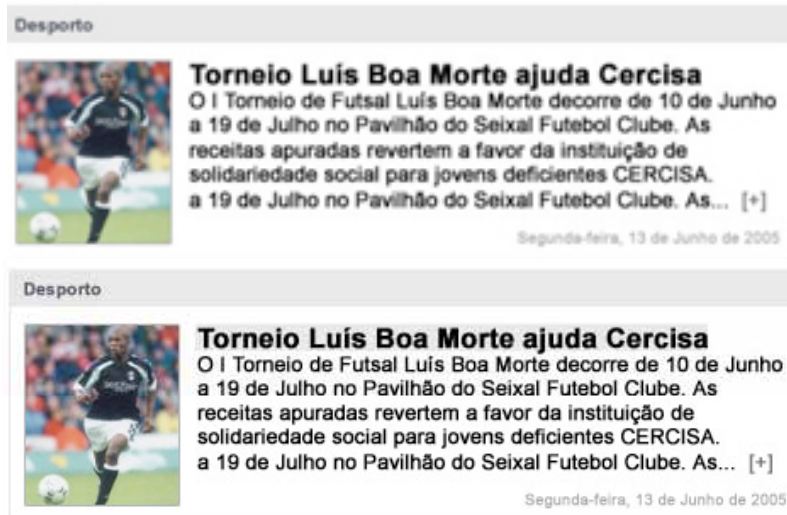 Desporto
Torneio Luís Boa Morte ajuda Cercisa
O I Torneio de Futsal Luís Boa Morte decorre de 10 de Junho
a 19 de Julho no Pavilhão do Seixal Futebol Clube. As
receitas apuradas revertem a favor da instituição de
solidariedade social para jovens deficientes CERCISA.
a 19 de Julho no Pavilhão do Seixal Futebol Clube. As... [+]
Segunda-feira, 13 de Junho de 2005
Desporto
Torneio Luís Boa Morte ajuda Cercisa
O I Torneio de Futsal Luís Boa Morte decorre de 10 de Junho
a 19 de Julho no Pavilhão do Seixal Futebol Clube. As
receitas apuradas revertem a favor da instituição de
solidariedade social para jovens deficientes CERCISA.
a 19 de Julho no Pavilhão do Seixal Futebol Clube. As... [+]
Segunda-feira, 13 de Junho de 2005